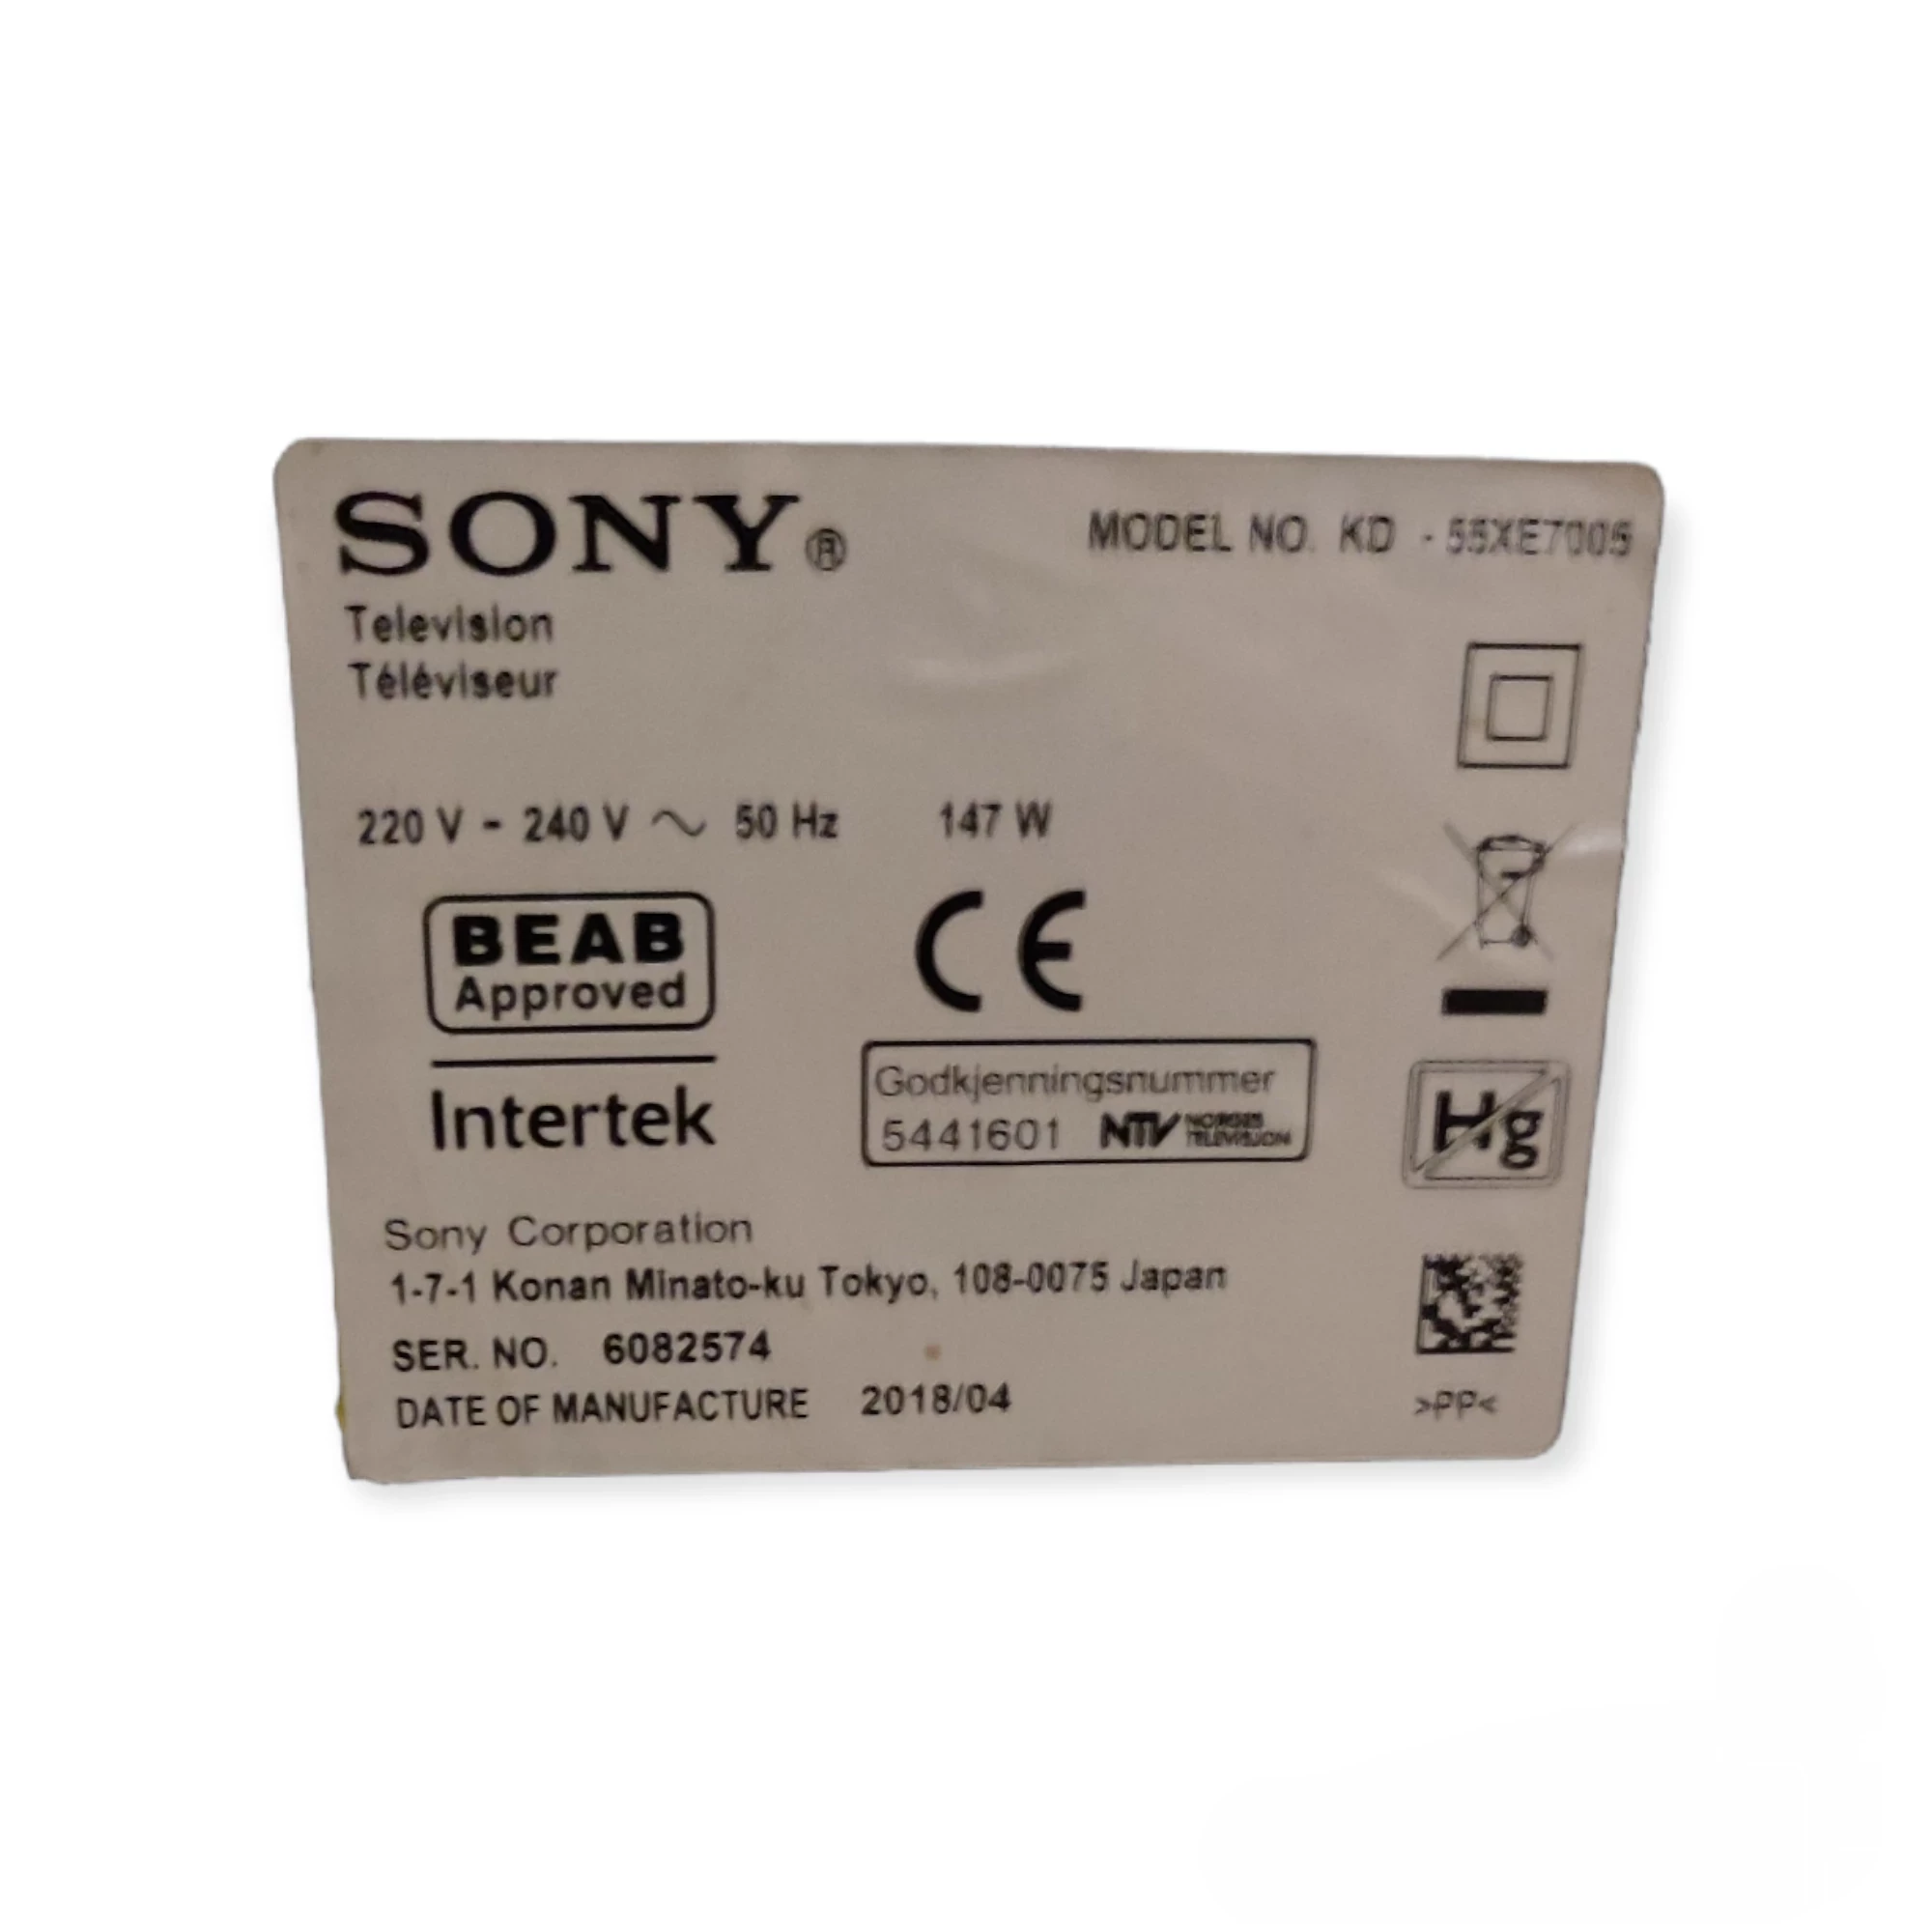 SONY®
MODEL NO. KD - 55XE7005
Television
Téléviseur
220 V - 240 V ~ 50 Hz 147 W
BEAB
Approved
CE
Intertek
Godkjenningsnummer
5441601 NTV NORGES
TELEVISJON
Hg
Sony Corporation
1-7-1 Konan Minato-ku Tokyo, 108-0075 Japan
SER. NO. 6082574
DATE OF MANUFACTURE 2018/04
>PP<